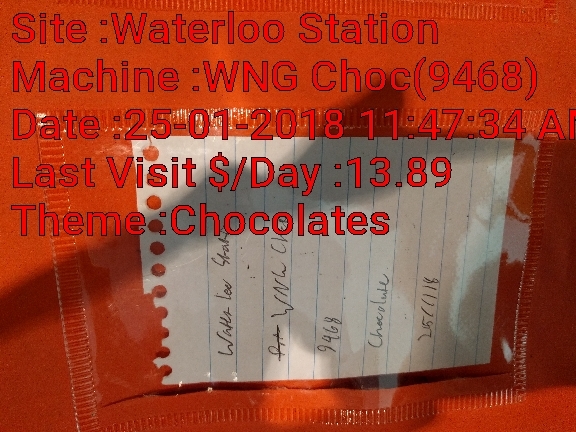 Site :Waterloo Station
Machine :WNG Choc(9468)
Date :25-01-2018 11:47:34 AM
Last Visit $/Day :13.89
Theme :Chocolates
Waterloo Stat
WNG Cho
9468
Chocolate
25/1/18